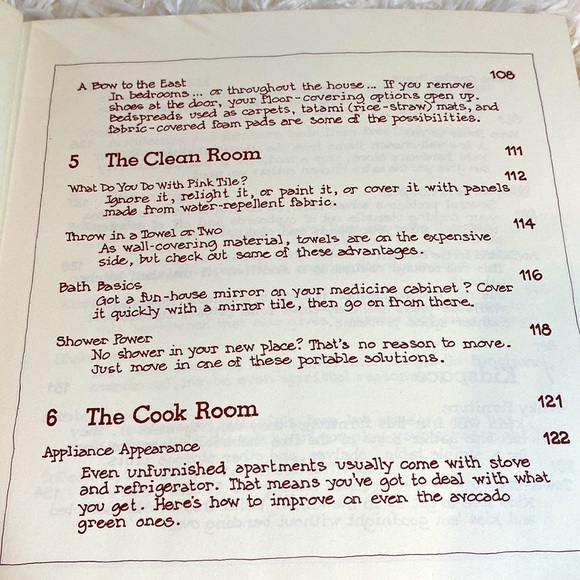 A Bow to the East 108
In bedrooms... or throughout the house... If you remove
shoes at the door, your floor-covering options open up.
Bedspreads used as carpets, tatami (rice-straw) mats, and
fabric-covered foam pads are some of the possibilities.
5 The Clean Room 111
What Do You Do With Pink Tile? 112
Ignore it, relight it, or paint it, or cover it with panels
made from water-repellent fabric.
Throw in a Towel or Two 114
As wall-covering material, towels are on the expensive
side, but check out some of these advantages.
Bath Basics 116
Got a fun-house mirror on your medicine cabinet? Cover
it quickly with a mirror tile, then go on from there.
Shower Power 118
No shower in your new place? That's no reason to move.
Just move in one of these portable solutions.
6 The Cook Room 121
Appliance Appearance 122
Even unfurnished apartments usually come with stove
and refrigerator. That means you've got to deal with what
you get. Here's how to improve on even the avocado
green ones.